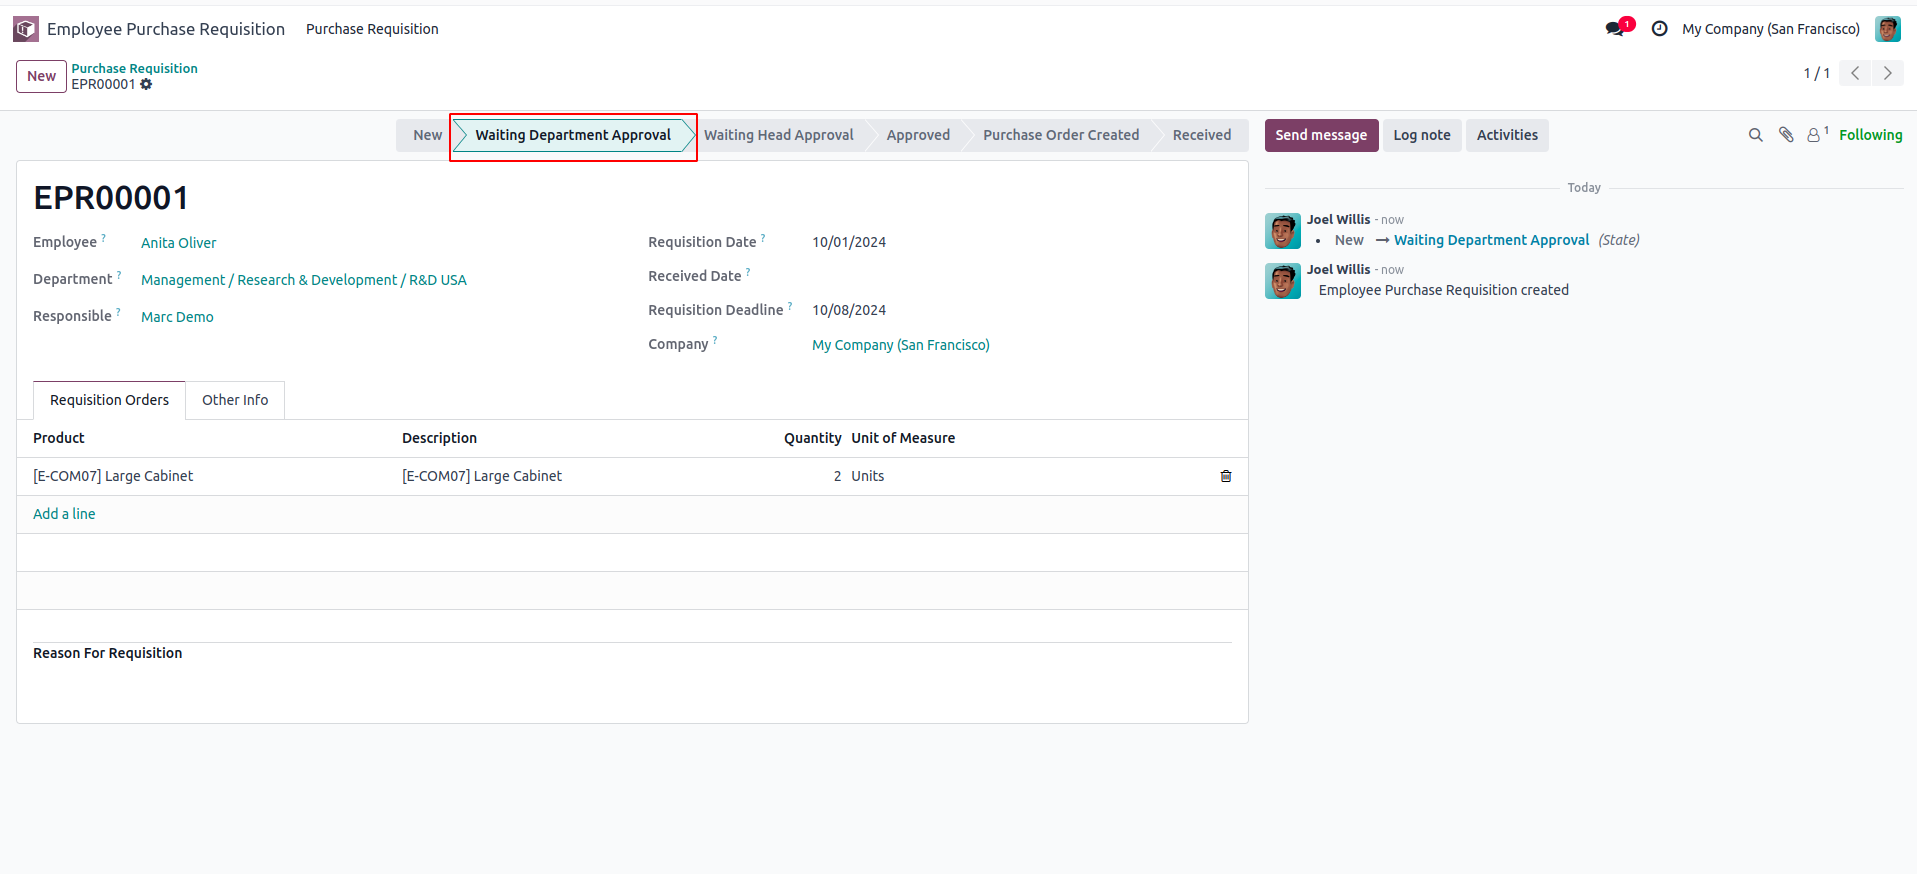 Employee Purchase Requisition Purchase Requisition 1 My Company (San Francisco)
New Purchase Requisition
EPR00001 1 / 1
New Waiting Department Approval Waiting Head Approval Approved Purchase Order Created Received
Send message Log note Activities 1 Following
EPR00001
Employee ? Anita Oliver
Department ? Management / Research & Development / R&D USA
Responsible ? Marc Demo
Requisition Date ? 10/01/2024
Received Date ?
Requisition Deadline ? 10/08/2024
Company ? My Company (San Francisco)
Requisition Orders Other Info
Product Description Quantity Unit of Measure
[E-COM07] Large Cabinet [E-COM07] Large Cabinet 2 Units
Add a line
Reason For Requisition
Today
Joel Willis - now
• New → Waiting Department Approval (State)
Joel Willis - now
Employee Purchase Requisition created